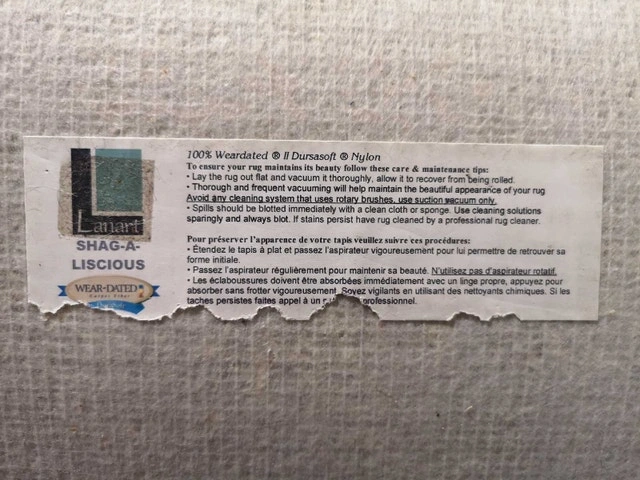 Lanart
SHAG-A-
LISCIOUS
WEAR-DATED®
Carpet Fiber
100% Weardated ® II Dursasoft ® Nylon
To ensure your rug maintains its beauty follow these care & maintenance tips:
• Lay the rug out flat and vacuum it thoroughly, allow it to recover from being rolled.
• Thorough and frequent vacuuming will help maintain the beautiful appearance of your rug
Avoid any cleaning system that uses rotary brushes, use suction vacuum only.
• Spills should be blotted immediately with a clean cloth or sponge. Use cleaning solutions
sparingly and always blot. If stains persist have rug cleaned by a professional rug cleaner.
Pour préserver l'apparence de votre tapis veuillez suivre ces procédures:
• Étendez le tapis à plat et passez l'aspirateur vigoureusement pour lui permettre de retrouver sa
forme initiale.
• Passez l'aspirateur régulièrement pour maintenir sa beauté. N'utilisez pas d'aspirateur rotatif.
• Les éclaboussures doivent être absorbées immédiatement avec un linge propre, appuyez pour
absorber sans frotter vigoureusement. Soyez vigilants en utilisant des nettoyants chimiques. Si les
taches persistes faites appel à un professionnel.